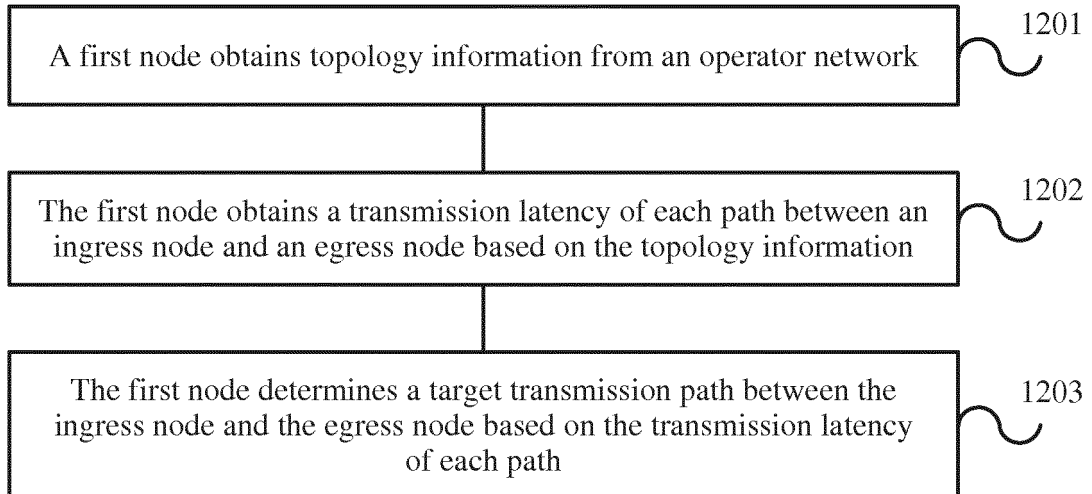 1201
A first node obtains topology information from an operator network
1202
The first node obtains a transmission latency of each path between an
ingress node and an egress node based on the topology information
1203
The first node determines a target transmission path between the
ingress node and the egress node based on the transmission latency
of each path